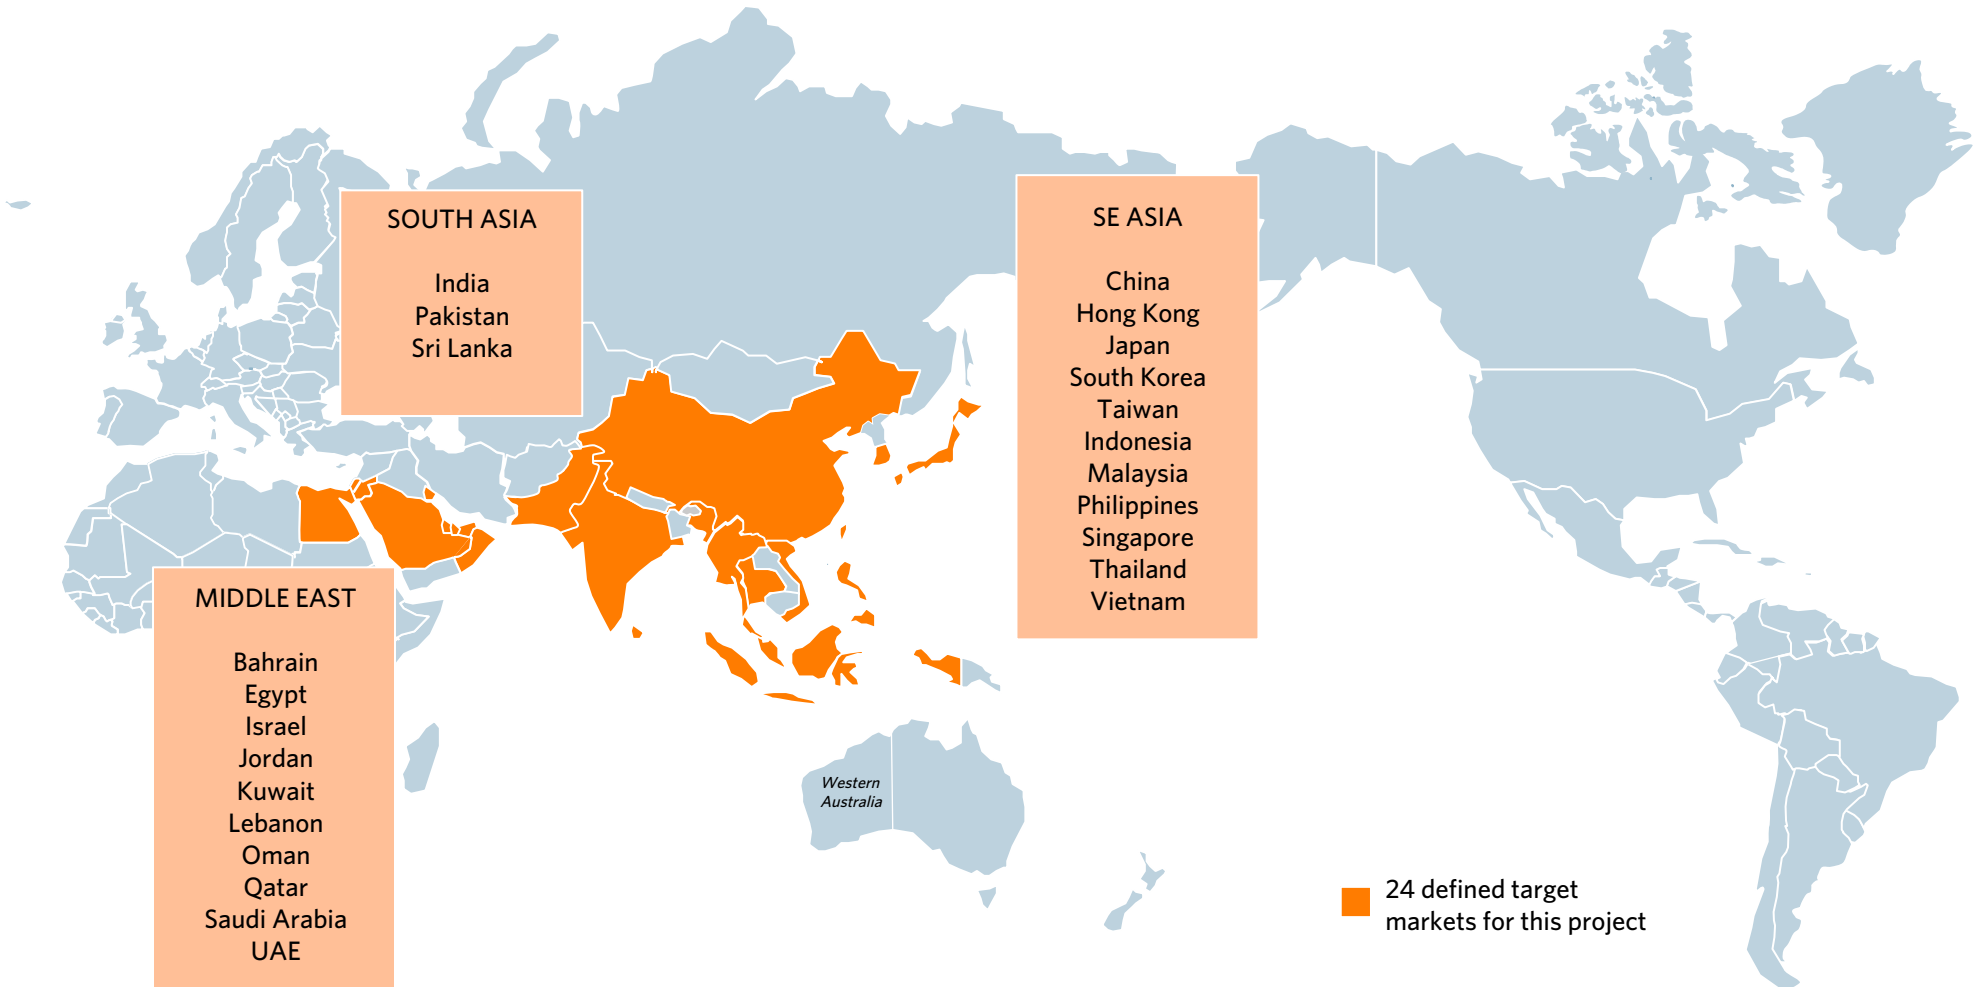 SOUTH ASIA
India
Pakistan
Sri Lanka
SE ASIA
China
Hong Kong
Japan
South Korea
Taiwan
Indonesia
Malaysia
Philippines
Singapore
Thailand
Vietnam
MIDDLE EAST
Bahrain
Egypt
Israel
Jordan
Kuwait
Lebanon
Oman
Qatar
Saudi Arabia
UAE
Western
Australia
24 defined target
markets for this project